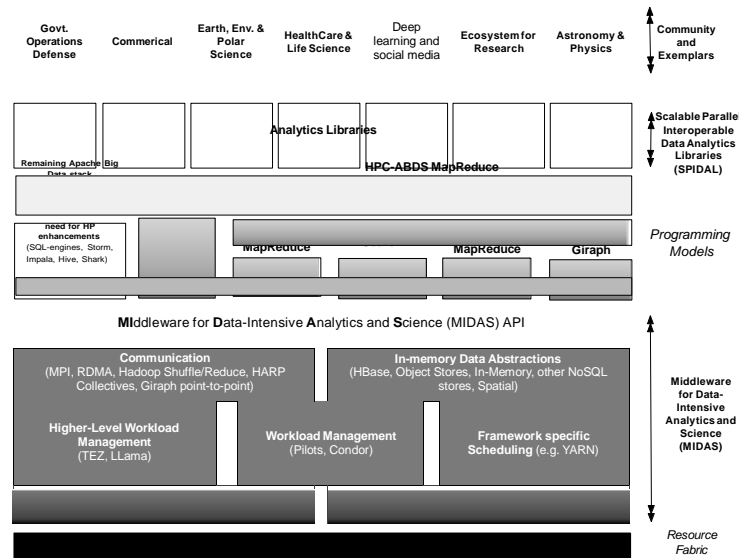 Govt.
Operations
Defense
Commerical
Earth, Env. &
Polar
Science
HealthCare &
Life Science
Deep
learning and
social media
Ecosystem for
Research
Astronomy &
Physics
Community
and
Exemplars
Analytics Libraries
Scalable Paralle
Interoperable
Data Analytics
Libraries
(SPIDAL)
Remaining Apache Big
Data stack
HPC-ABDS MapReduce
need for HP
enhancements
(SQL-engines, Storm,
Impala, Hive, Shark)
MapReduce
MapReduce
Giraph
Programming
Models
MIddleware for Data-Intensive Analytics and Science (MIDAS) API
Communication
(MPI, RDMA, Hadoop Shuffle/Reduce, HARP
Collectives, Giraph point-to-point)
In-memory Data Abstractions
(HBase, Object Stores, In-Memory, other NoSQL
stores, Spatial)
Higher-Level Workload
Management
(TEZ, LLama)
Workload Management
(Pilots, Condor)
Framework specific
Scheduling (e.g. YARN)
Middleware
for Data-
Intensive
Analytics and
Science
(MIDAS)
Resource
Fabric